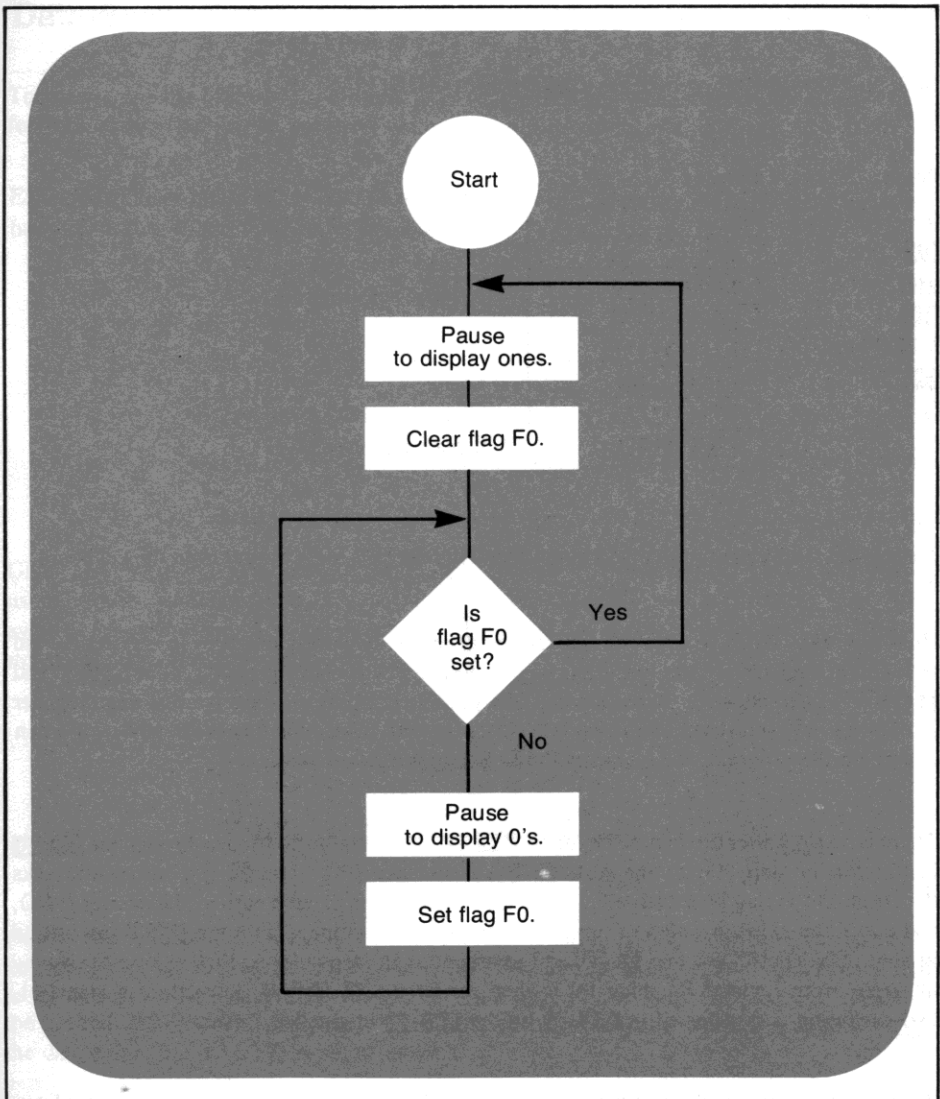 Start
Pause
to display ones.
Clear flag F0.
Is
flag F0
set?
Yes
No
Pause
to display 0's.
Set flag F0.